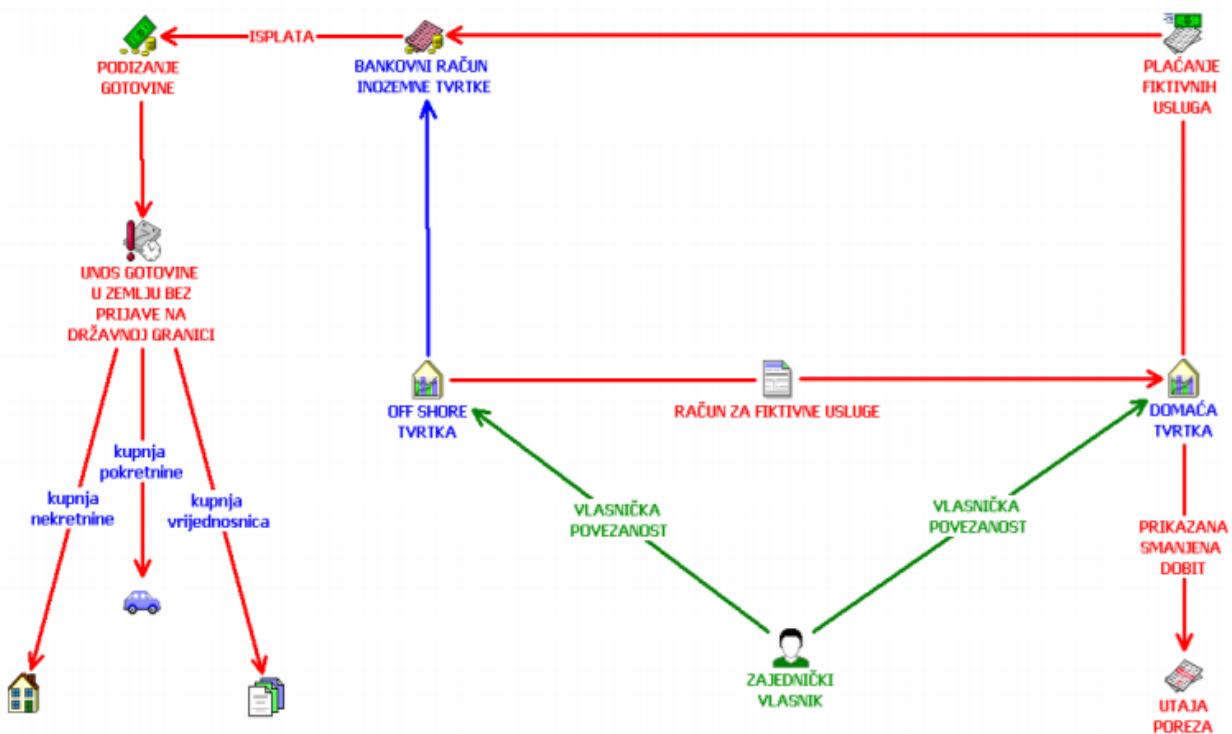 ISPLATA
PODIZANJE
GOTOVINE
BANKOVNI RAČUN
INOZEMNE TVRTKE
PLAĆANJE
FIKTIVNIH
USLUGA
UNOS GOTOVINE
U ZEMLJU BEZ
PRIJAVE NA
DRŽAVNOJ GRANICI
OFF SHORE
TVRTKA
RAČUN ZA FIKTIVNE USLUGE
DOMAĆA
TVRTKA
kupnja
pokretnine
kupnja
nekretnine
kupnja
vrijednosnica
VLASNIČKA
POVEZANOST
VLASNIČKA
POVEZANOST
PRIKAZANA
SMANJENA
DOBIT
ZAJEDNIČKI
VLASNIK
UTAJA
POREZA